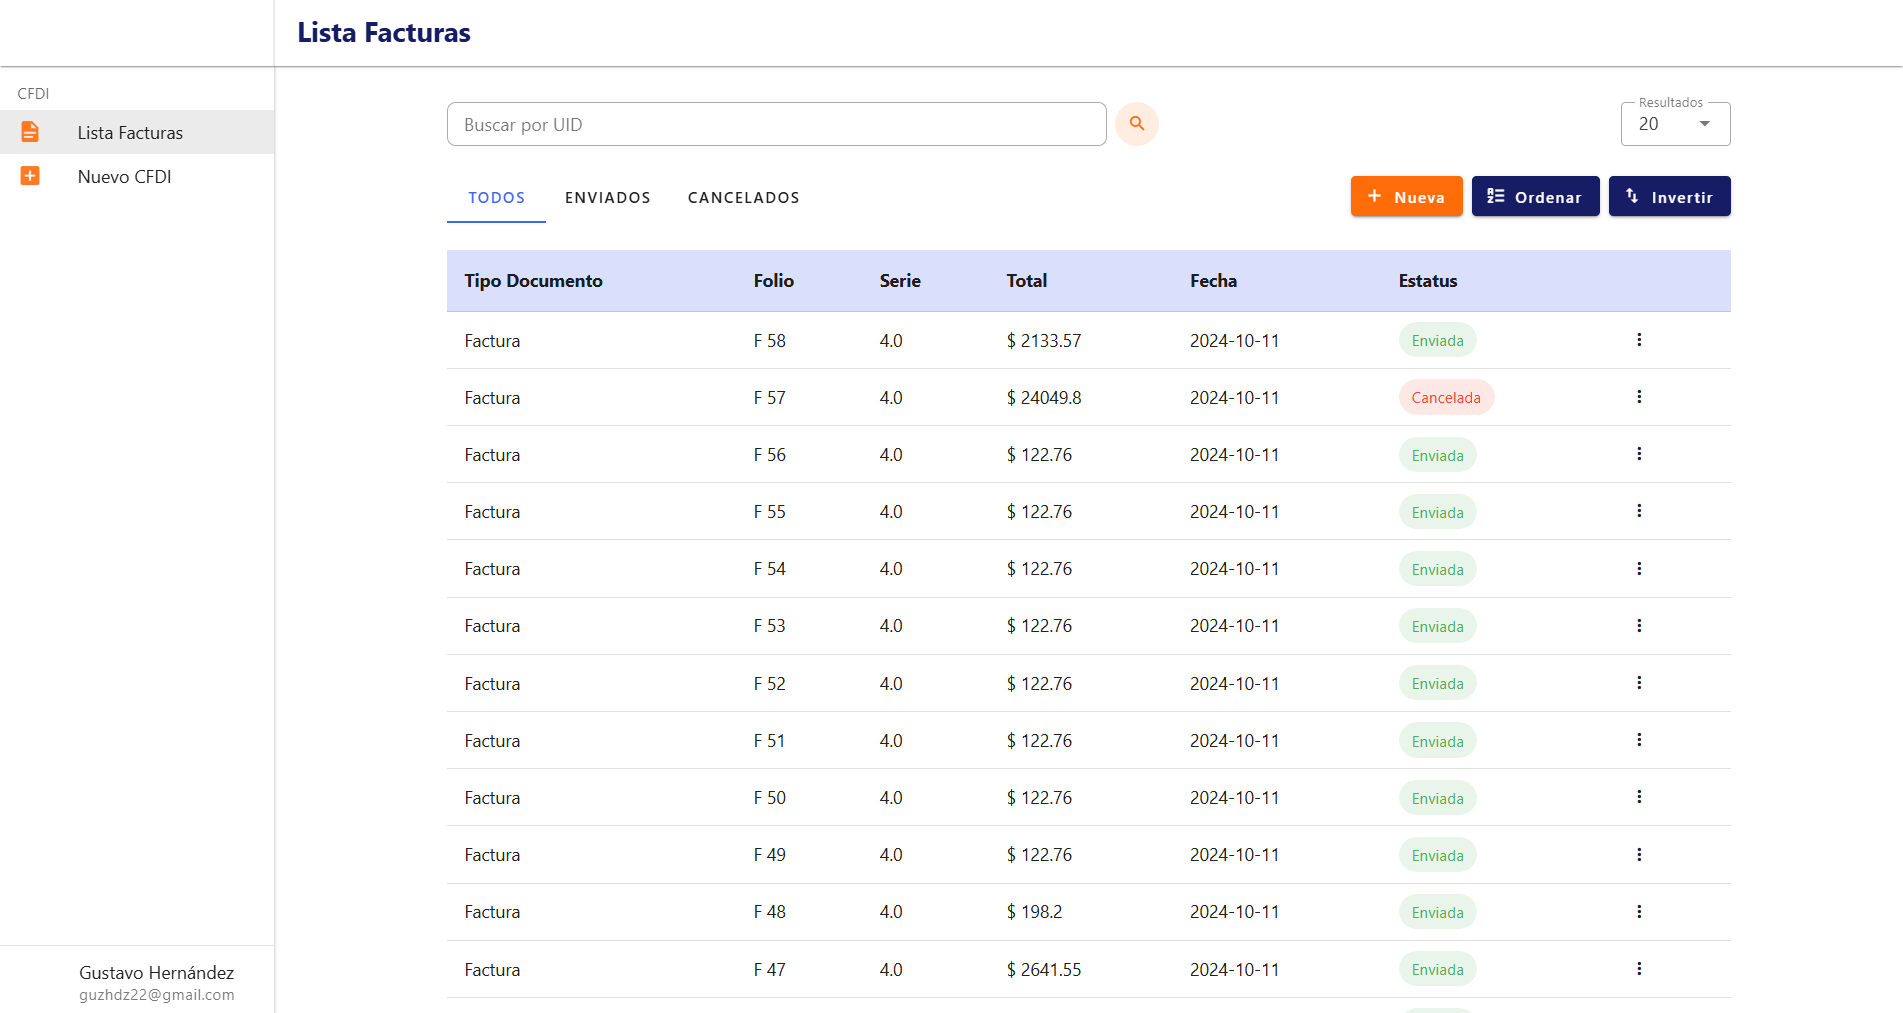 Lista Facturas
CFDI
Lista Facturas
Nuevo CFDI
Buscar por UID
Resultados
20
TODOS ENVIADOS CANCELADOS
Nueva Ordenar Invertir
Tipo Documento Folio Serie Total Fecha Estatus
Factura F 58 4.0 $ 2133.57 2024-10-11 Enviada
Factura F 57 4.0 $ 24049.8 2024-10-11 Cancelada
Factura F 56 4.0 $ 122.76 2024-10-11 Enviada
Factura F 55 4.0 $ 122.76 2024-10-11 Enviada
Factura F 54 4.0 $ 122.76 2024-10-11 Enviada
Factura F 53 4.0 $ 122.76 2024-10-11 Enviada
Factura F 52 4.0 $ 122.76 2024-10-11 Enviada
Factura F 51 4.0 $ 122.76 2024-10-11 Enviada
Factura F 50 4.0 $ 122.76 2024-10-11 Enviada
Factura F 49 4.0 $ 122.76 2024-10-11 Enviada
Factura F 48 4.0 $ 198.2 2024-10-11 Enviada
Factura F 47 4.0 $ 2641.55 2024-10-11 Enviada
Gustavo Hernández
guzhdz22@gmail.com